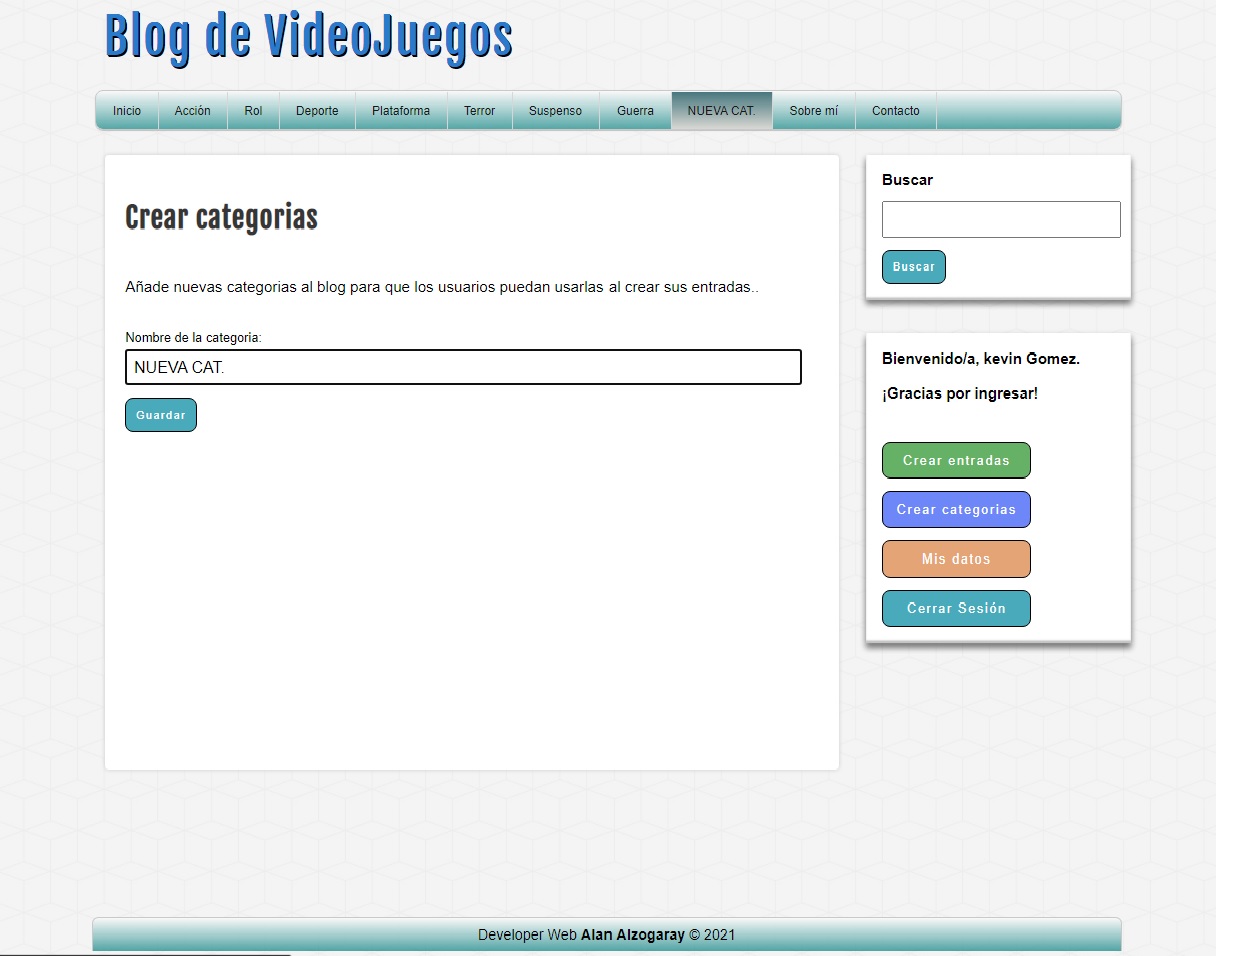 Blog de VideoJuegos
Inicio Acción Rol Deporte Plataforma Terror Suspenso Guerra NUEVA CAT. Sobre mí Contacto
Crear categorias
Añade nuevas categorias al blog para que los usuarios puedan usarlas al crear sus entradas..
Nombre de la categoria:
NUEVA CAT.
Guardar
Buscar
Buscar
Bienvenido/a, kevin Gomez.
¡Gracias por ingresar!
Crear entradas
Crear categorias
Mis datos
Cerrar Sesión
Developer Web Alan Alzogaray © 2021